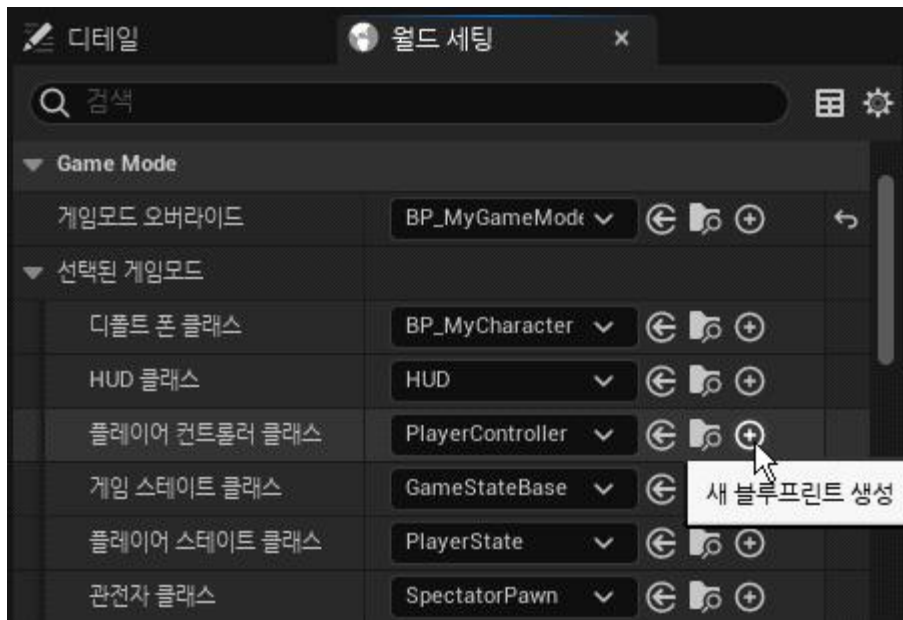 디테일
월드 세팅
검색
Game Mode
게임모드 오버라이드 BP_MyGameMode
선택된 게임모드
디폴트 폰 클래스 BP_MyCharacter
HUD 클래스 HUD
플레이어 컨트롤러 클래스 PlayerController
게임 스테이트 클래스 GameStateBase
새 블루프린트 생성
플레이어 스테이트 클래스 PlayerState
관전자 클래스 SpectatorPawn